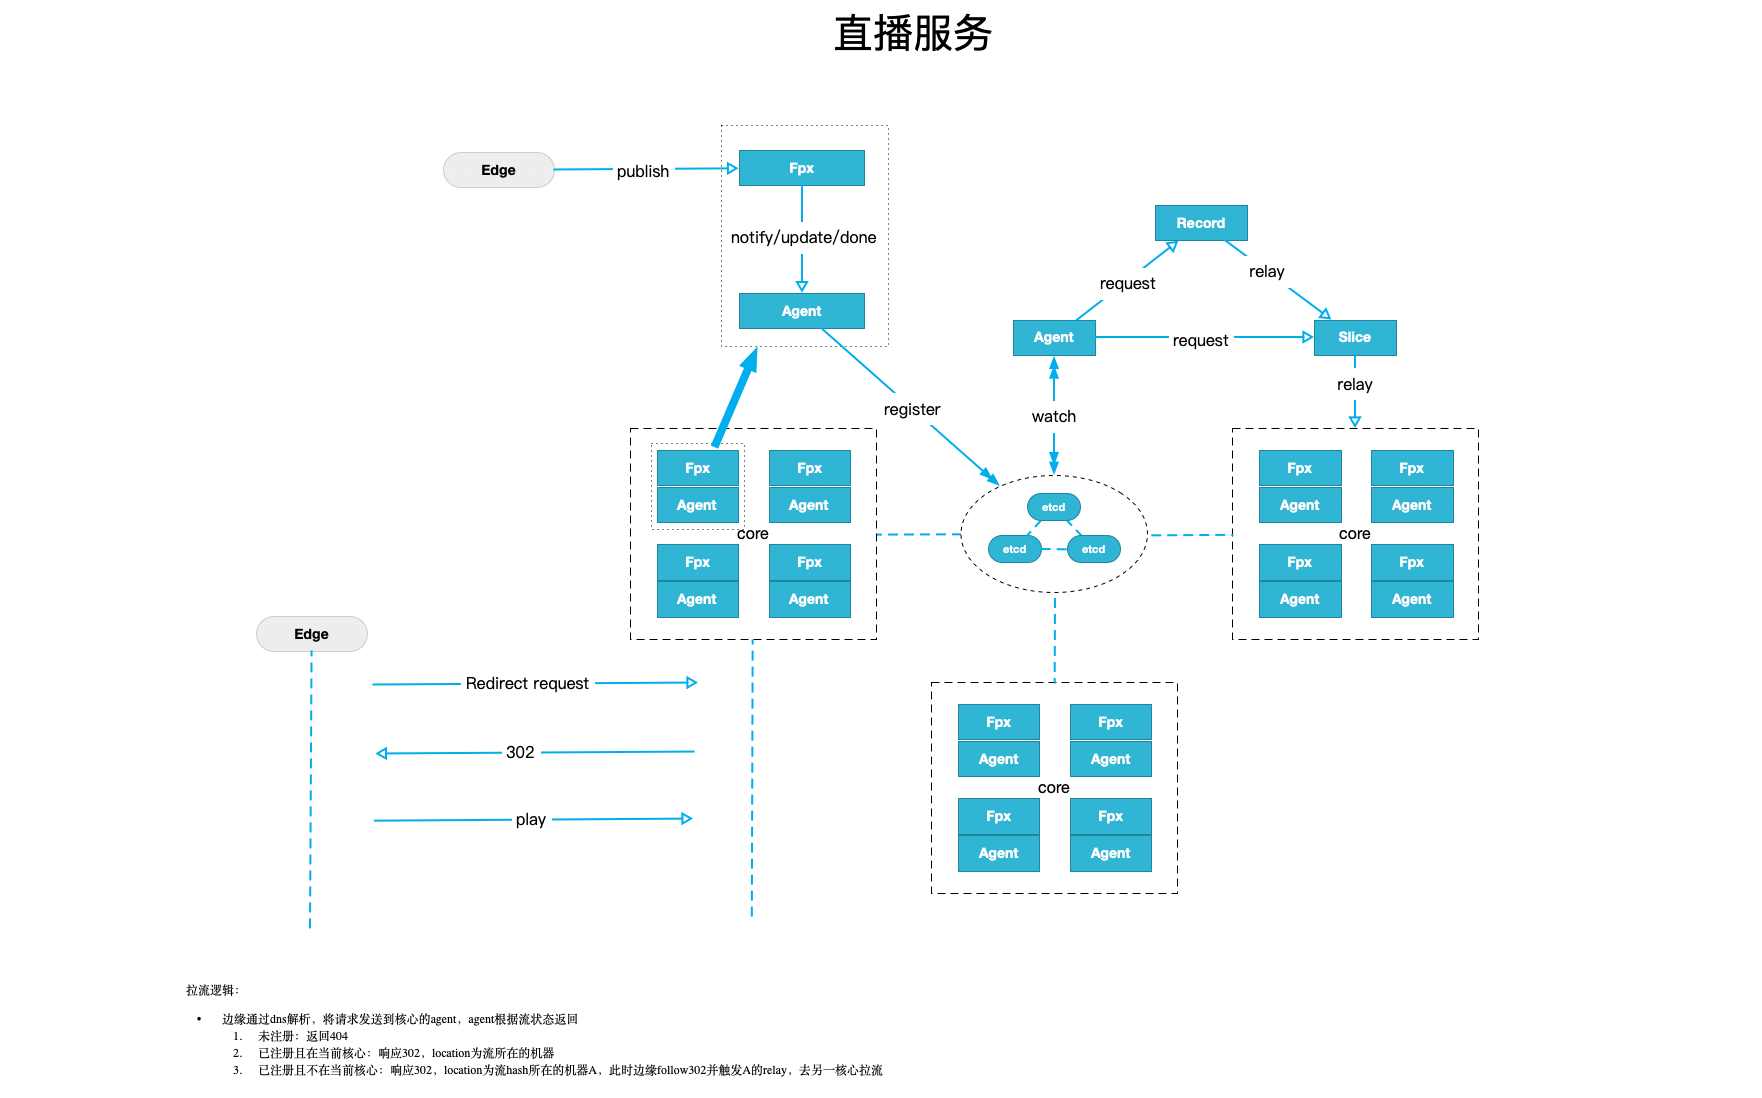 直播服务
Edge
publish
Fpx
notify/update/done
Agent
Record
request
relay
Agent
request
Slice
relay
register
watch
Fpx
Fpx
Agent
Agent
core
Fpx
Fpx
Agent
Agent
etcd
etcd
etcd
Fpx
Fpx
Agent
Agent
core
Fpx
Fpx
Agent
Agent
Edge
Redirect request
302
play
Fpx
Fpx
Agent
Agent
core
Fpx
Fpx
Agent
Agent
拉流逻辑：
• 边缘通过dns解析，将请求发送到核心的agent，agent根据流状态返回
1. 未注册：返回404
2. 已注册且在当前核心：响应302，location为流所在的机器
3. 已注册且不在当前核心：响应302，location为流hash所在的机器A，此时边缘follow302并触发A的relay，去另一核心拉流